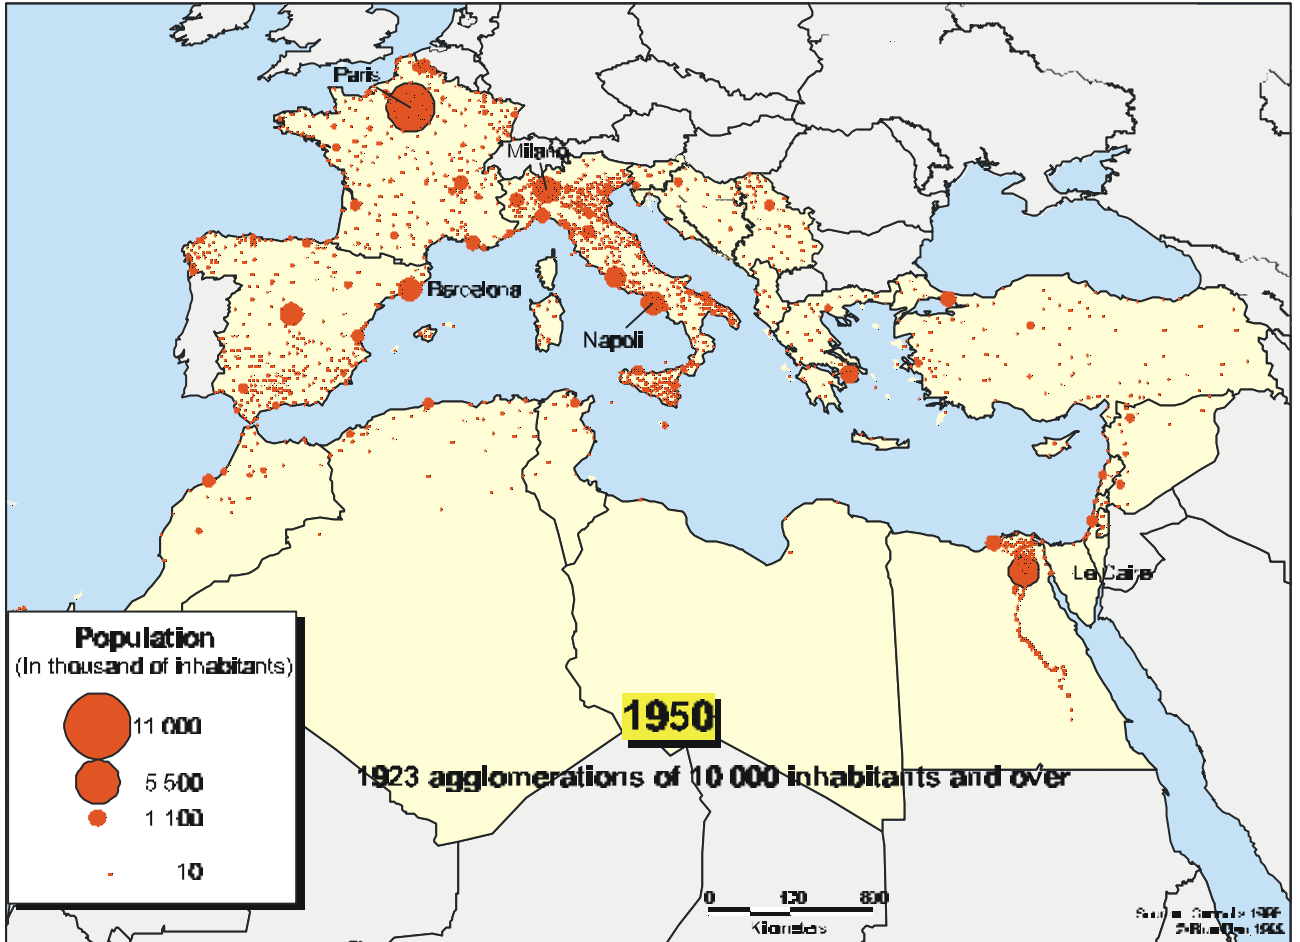 Paris
Milano
Barcelona
Napoli
Le Caire
Population
(In thousand of inhabitants)
11 000
5 500
1 100
10
1950
1923 agglomerations of 10 000 inhabitants and over
0 800
Kilometers